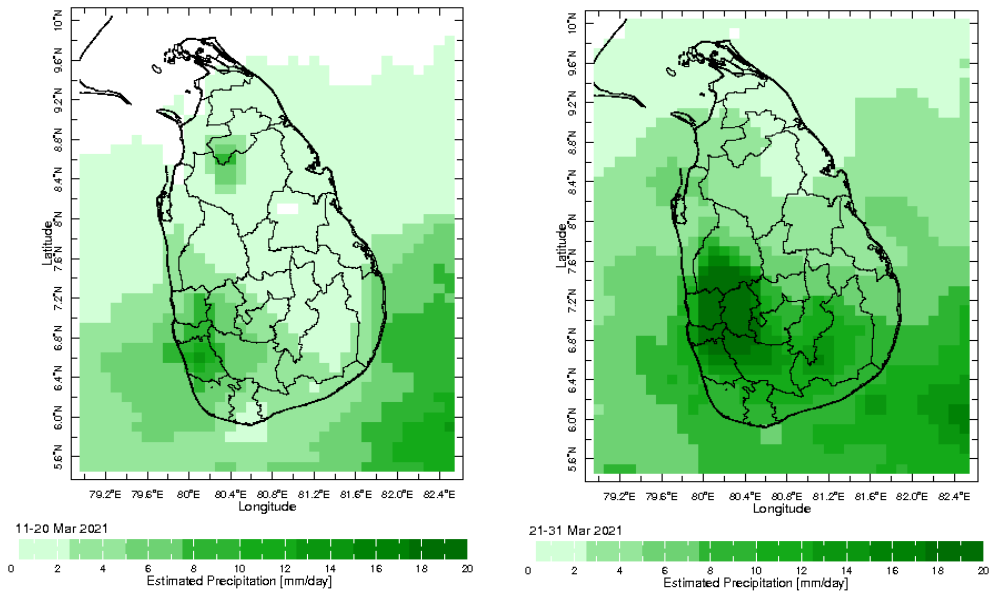 10°N
9.6°N
9.2°N
8.8°N
8.4°N
8°N
7.6°N
7.2°N
6.8°N
6.4°N
6.0°N
5.6°N
Latitude
79.2°E 79.6°E 80°E 80.4°E 80.8°E 81.2°E 81.6°E 82.0°E 82.4°E
Longitude
11-20 Mar 2021
0 2 4 6 8 10 12 14 16 18 20
Estimated Precipitation [mm/day]
10°N
9.6°N
9.2°N
8.8°N
8.4°N
8°N
7.6°N
7.2°N
6.8°N
6.4°N
6.0°N
5.6°N
Latitude
79.2°E 79.6°E 80°E 80.4°E 80.8°E 81.2°E 81.6°E 82.0°E 82.4°E
Longitude
21-31 Mar 2021
0 2 4 6 8 10 12 14 16 18 20
Estimated Precipitation [mm/day]